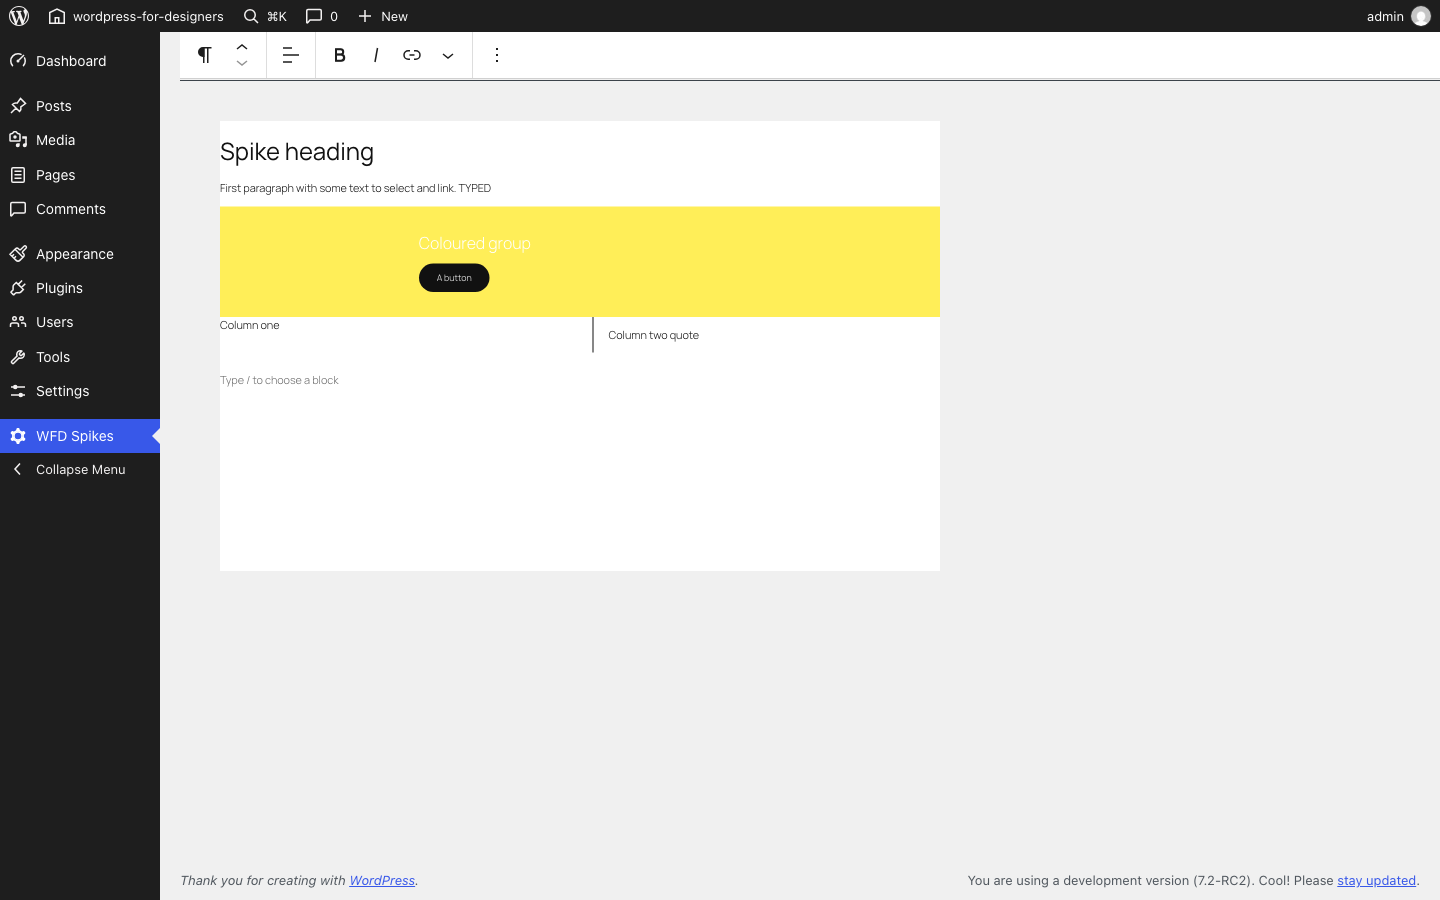 wordpress-for-designers
⌘K
0
New
admin
Dashboard
Posts
Media
Pages
Comments
Appearance
Plugins
Users
Tools
Settings
WFD Spikes
Collapse Menu
B I
Spike heading
First paragraph with some text to select and link. TYPED
Coloured group
A button
Column one
Column two quote
Type / to choose a block
Thank you for creating with WordPress.
You are using a development version (7.2-RC2). Cool! Please stay updated.